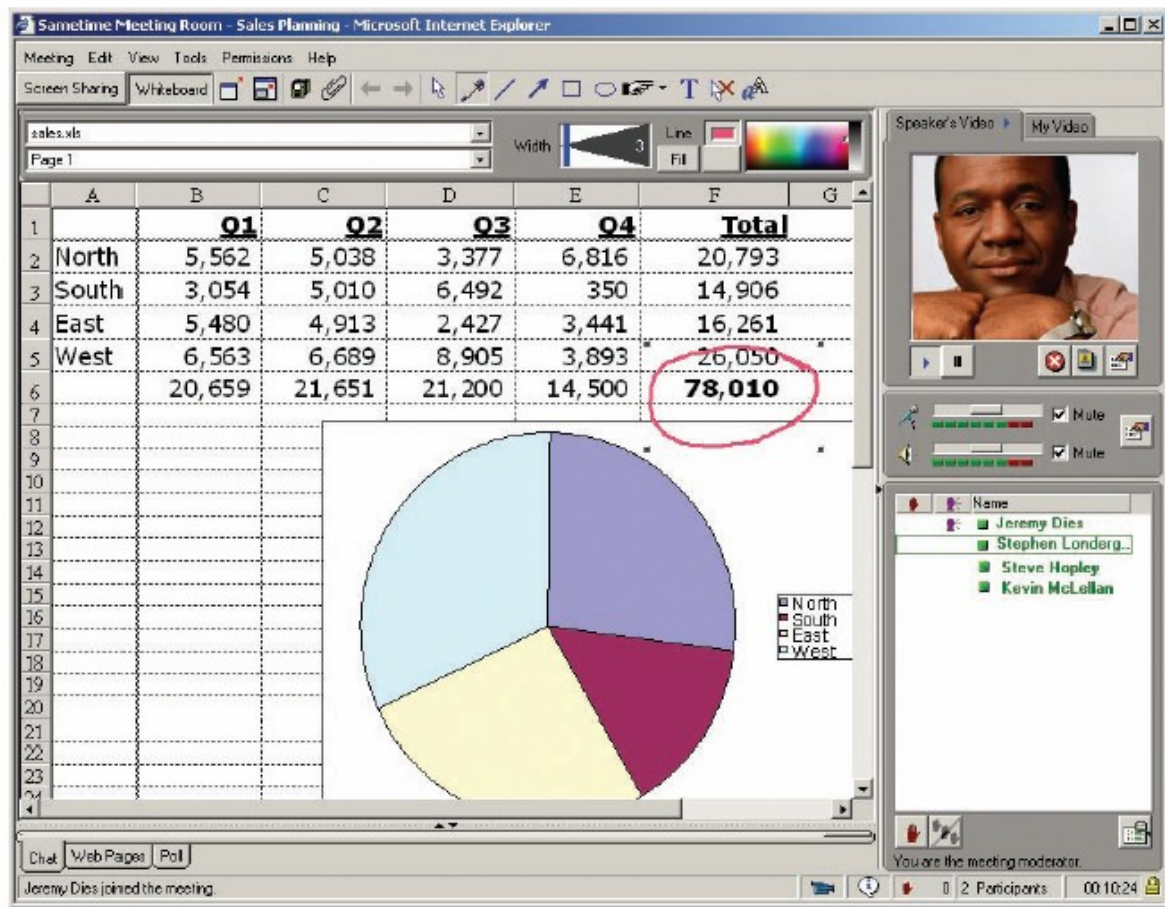 Sametime Meeting Room - Sales Planning - Microsoft Internet Explorer
Meeting Edit View Tools Permissions Help
Screen Sharing Whiteboard T
sales.xls
Page 1
Width 3 Line Fill
A B C D E F G
1 Q1 Q2 Q3 Q4 Total
2 North 5,562 5,038 3,377 6,816 20,793
3 South 3,054 5,010 6,492 350 14,906
4 East 5,480 4,913 2,427 3,441 16,261
5 West 6,563 6,689 8,905 3,893 26,050
6 20,659 21,651 21,200 14,500 78,010
7
8
9
10
11
12
13
14
15
16
17
18
19
20
21
22
23
24
North
South
East
West
Chat Web Pages Poll
Jeremy Dies joined the meeting.
Speaker's Video My Video
Mute
Mute
Name
Jeremy Dies
Stephen Londerg..
Steve Hopley
Kevin McLellan
You are the meeting moderator.
0 2 Participants 00:10:24